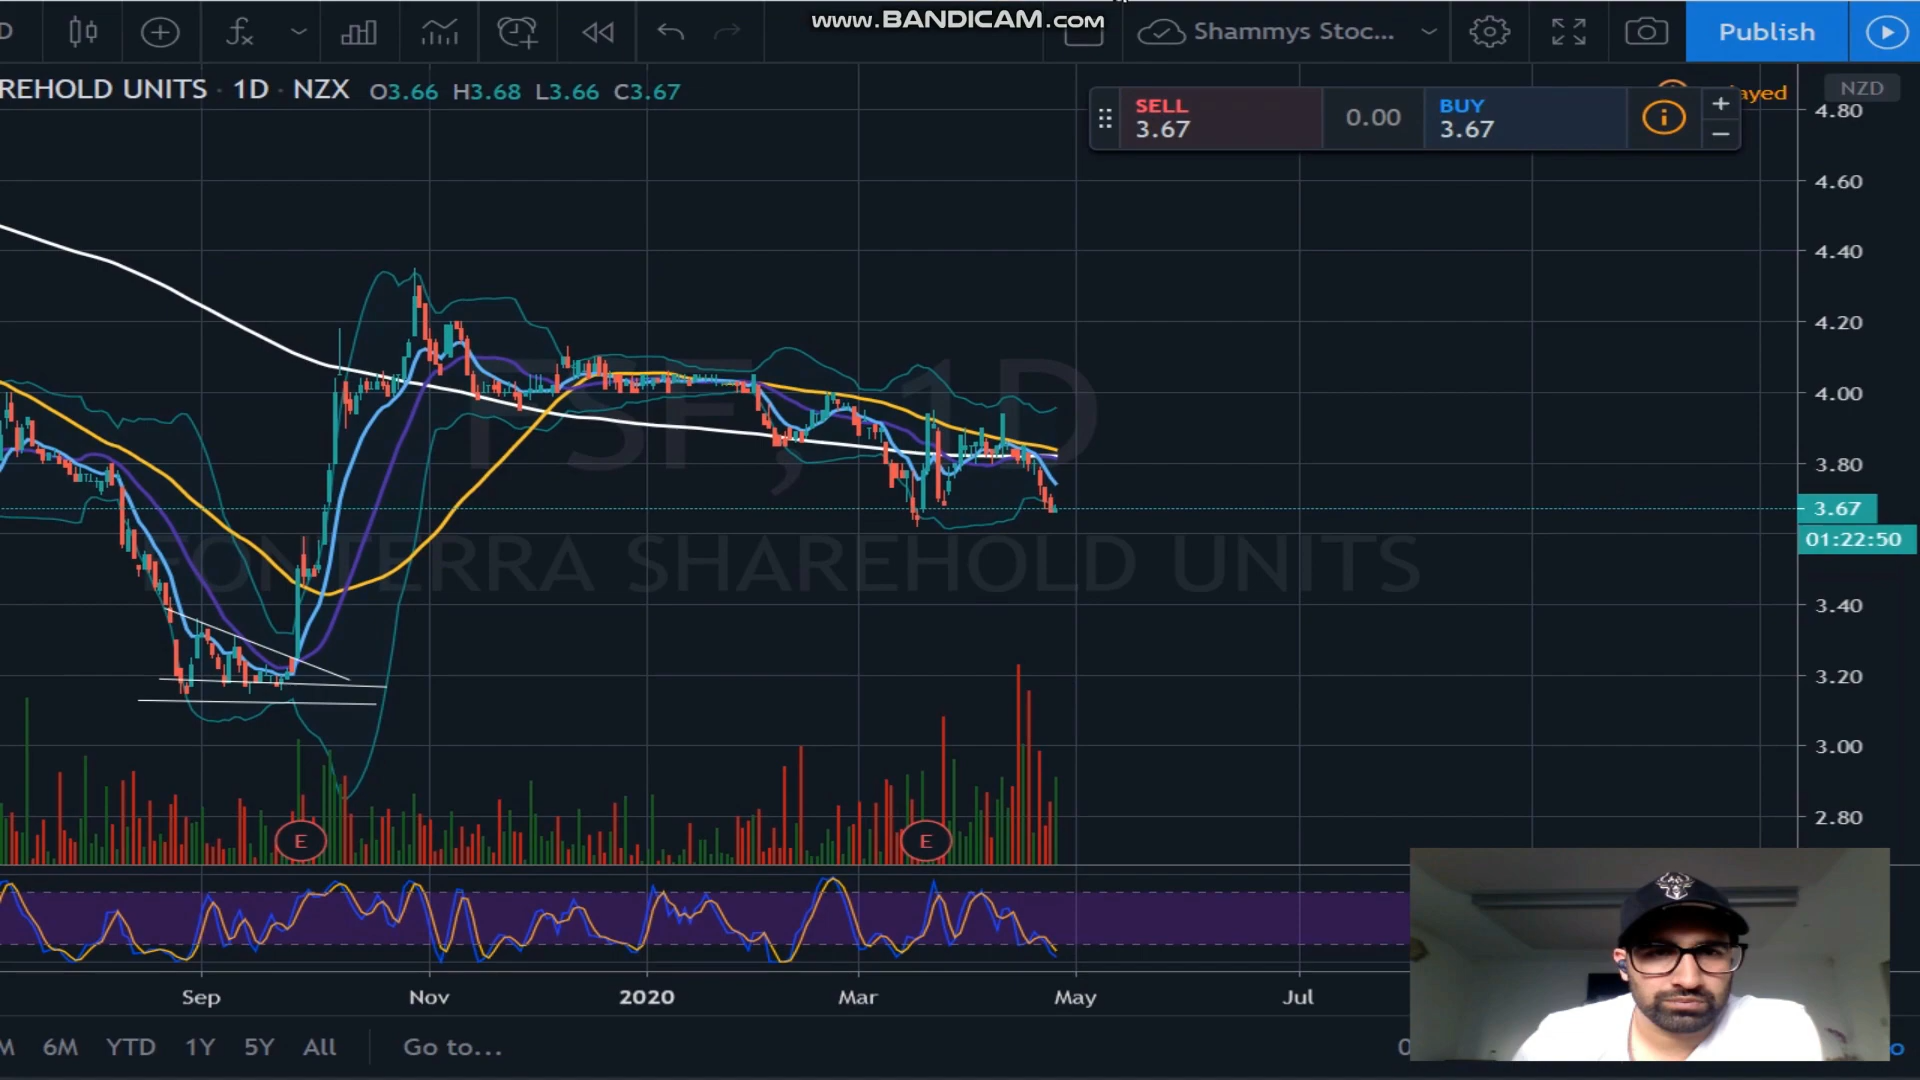 www.BANDICAM.com
D
Shammys Stoc...
Publish
REHOLD UNITS · 1D · NZX O3.66 H3.68 L3.66 C3.67
SELL
3.67
0.00
BUY
3.67
i
+
−
ayed
NZD
4.80
4.60
4.40
4.20
4.00
3.80
3.67
01:22:50
3.40
3.20
3.00
2.80
FSF, 1D
FONTERRA SHAREHOLD UNITS
E
E
Sep
Nov
2020
Mar
May
Jul
M
6M
YTD
1Y
5Y
All
Go to...